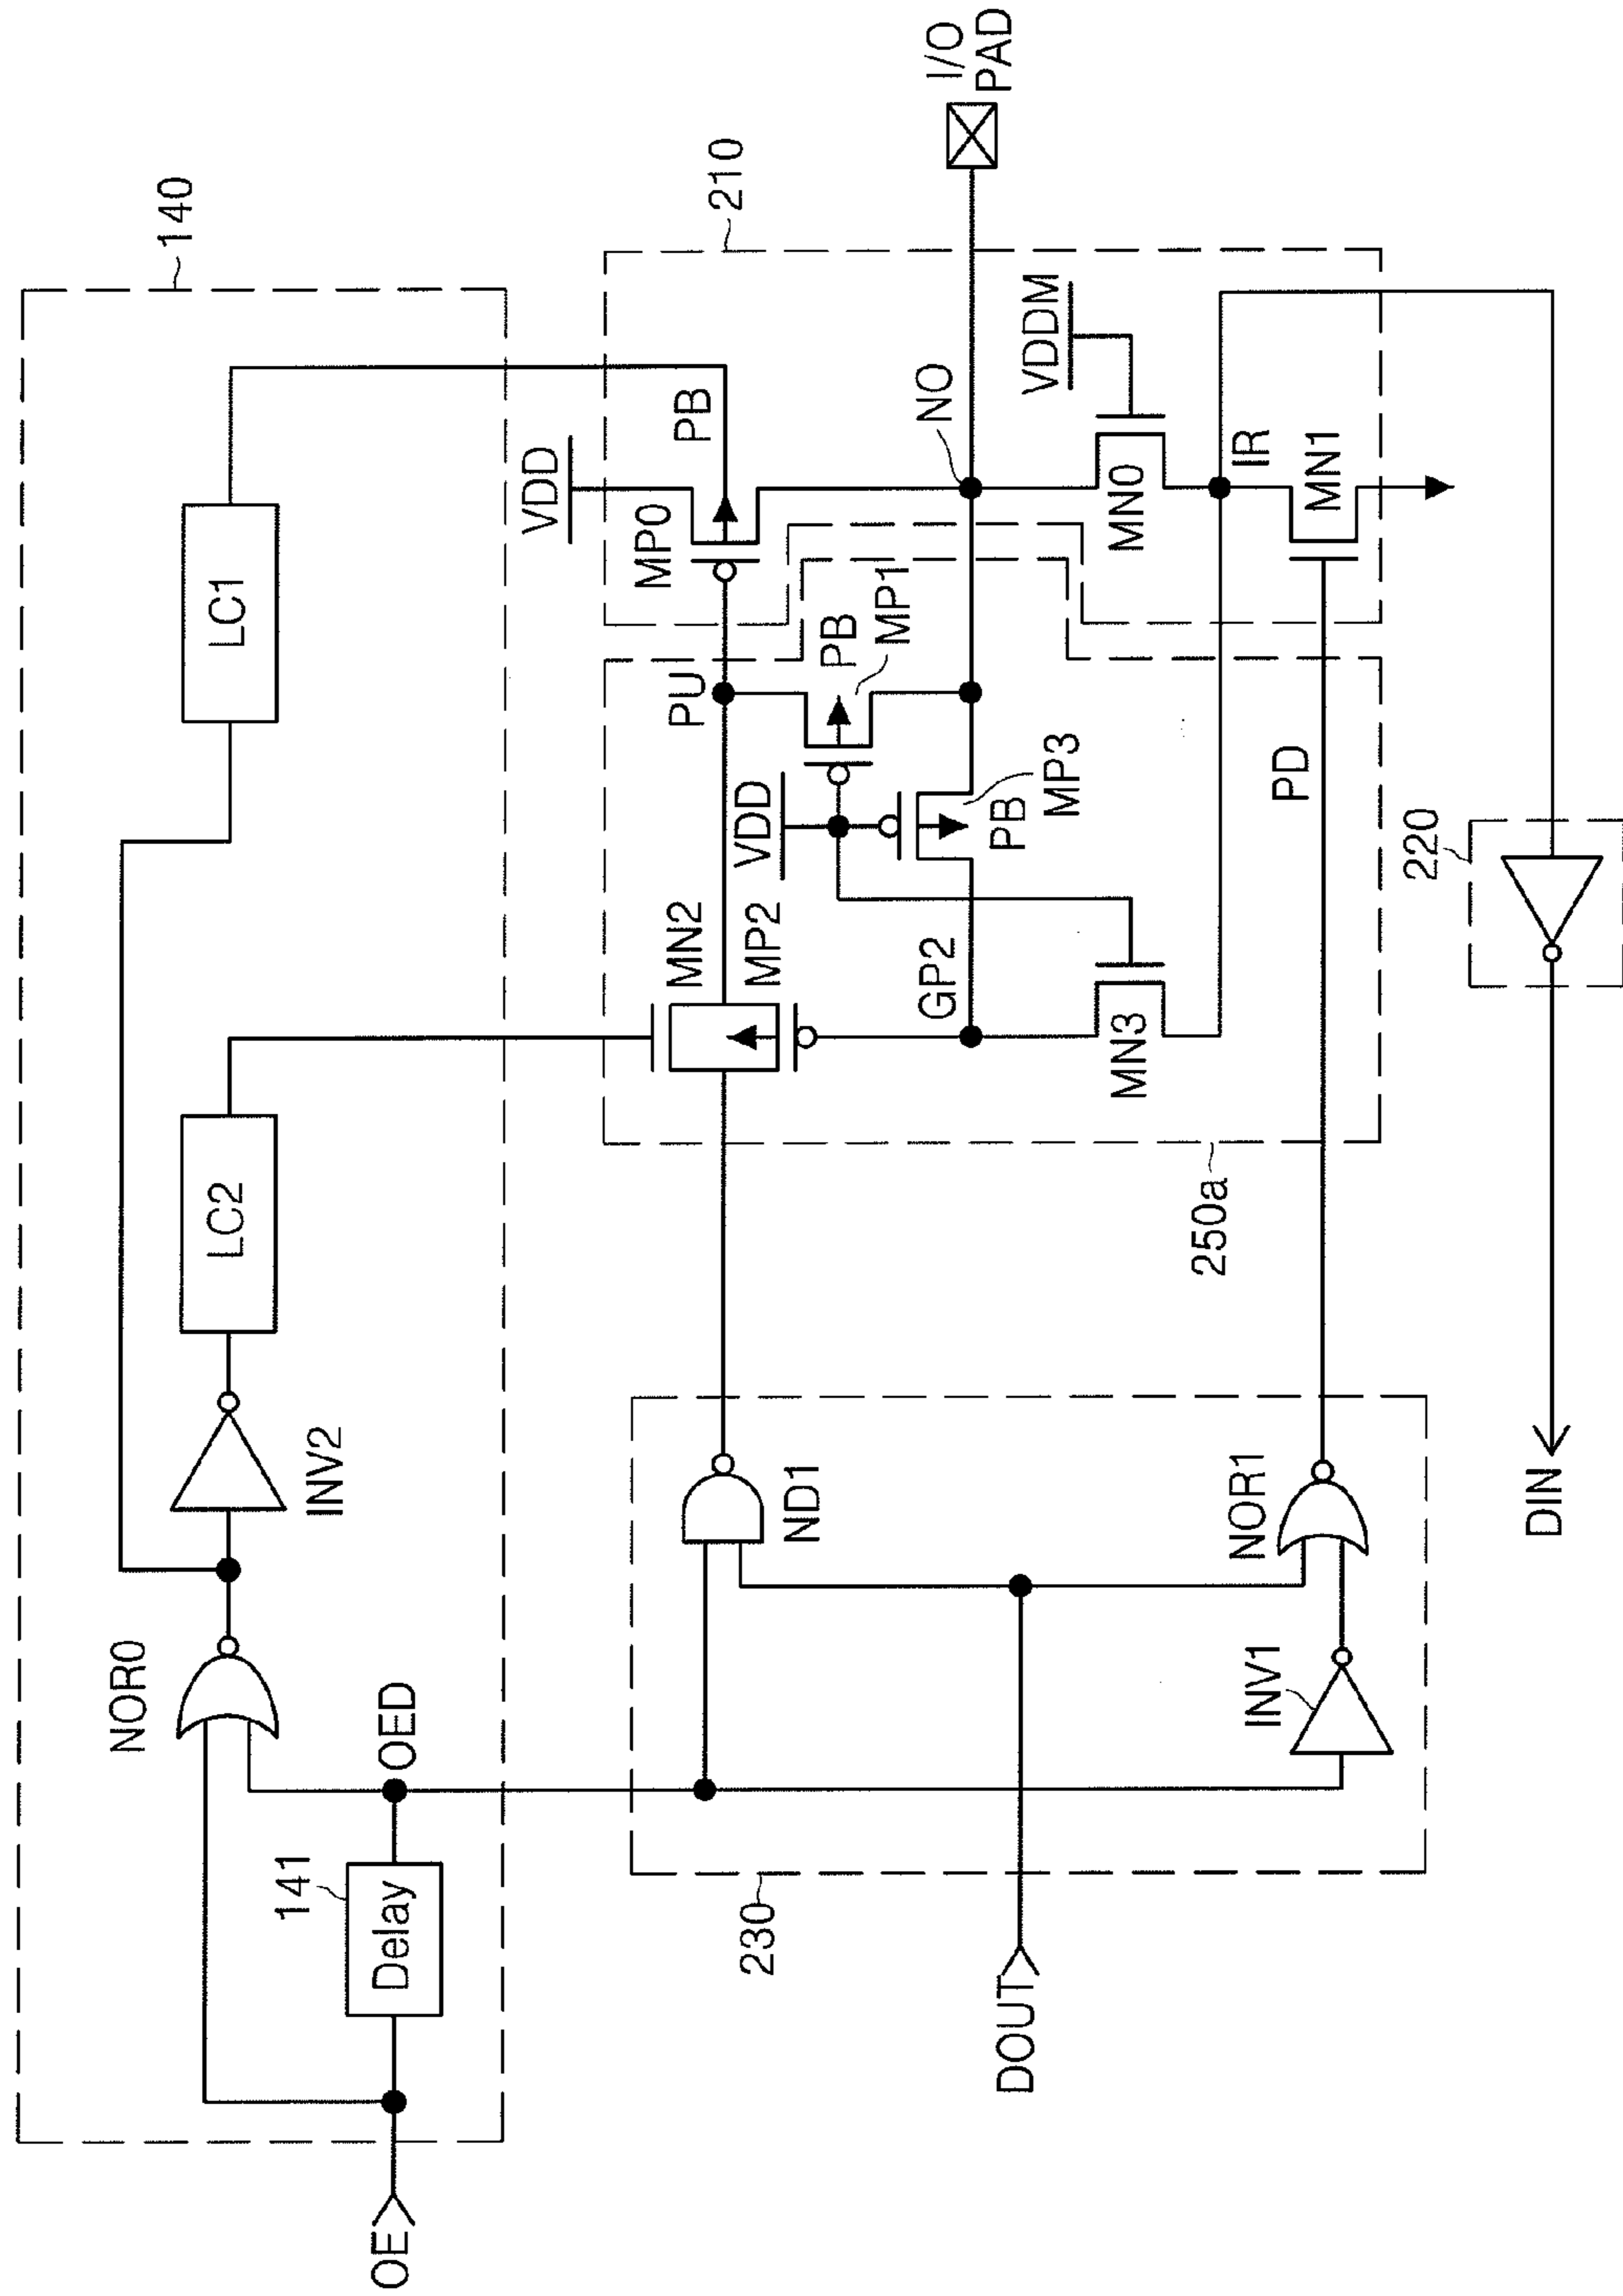 140
OE
141
Delay
OED
NOR0
INV2
LC2
LC1
210
VDD
MP0
PB
I/O
PAD
NO
VDDM
MN0
IR
MN1
PU
PB
MP1
VDD
PB
MP3
MN2
MP2
GP2
MN3
250a
PD
230
ND1
NOR1
INV1
DOUT
220
DIN